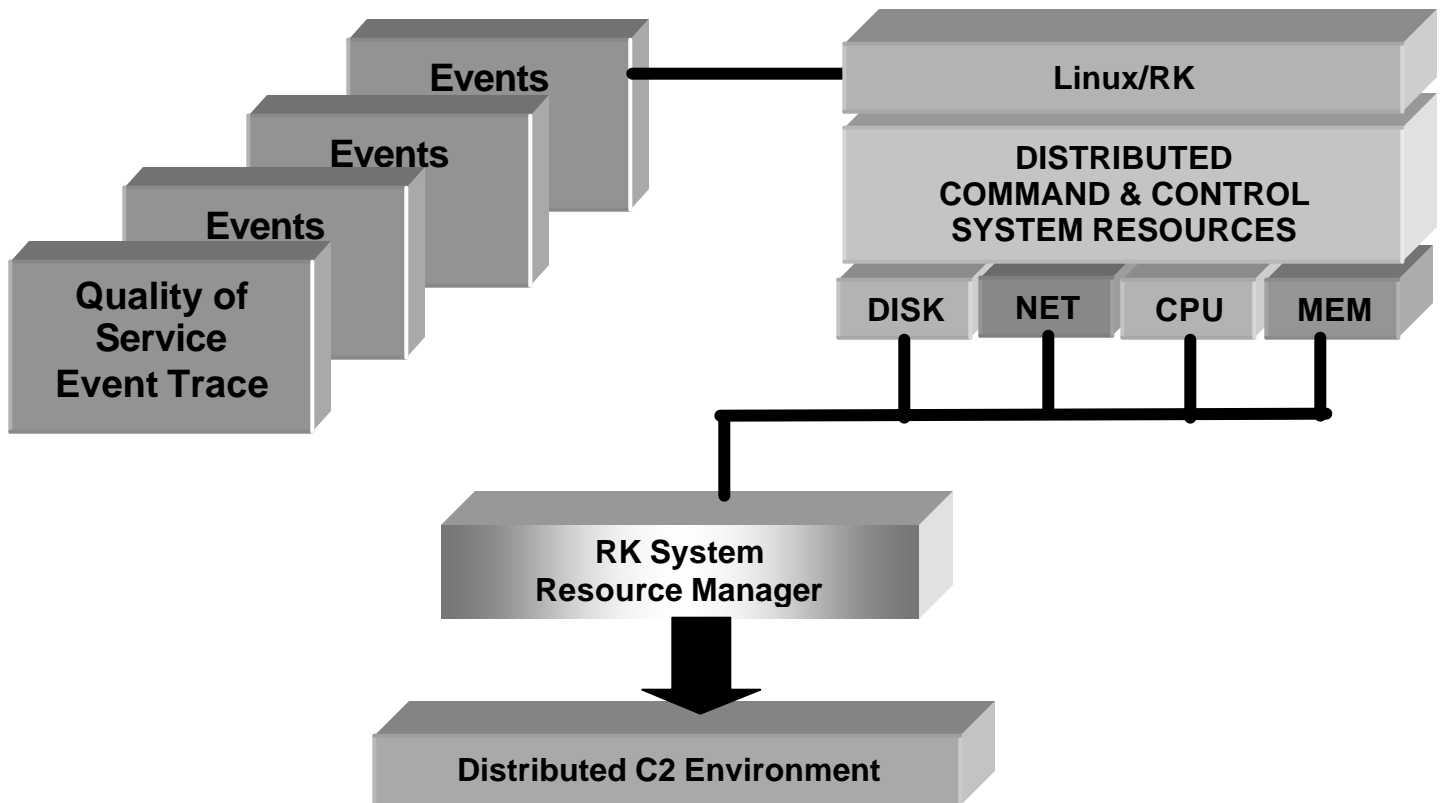 Events
Events
Events
Quality of
Service
Event Trace
Linux/RK
DISTRIBUTED
COMMAND & CONTROL
SYSTEM RESOURCES
DISK
NET
CPU
MEM
RK System
Resource Manager
Distributed C2 Environment